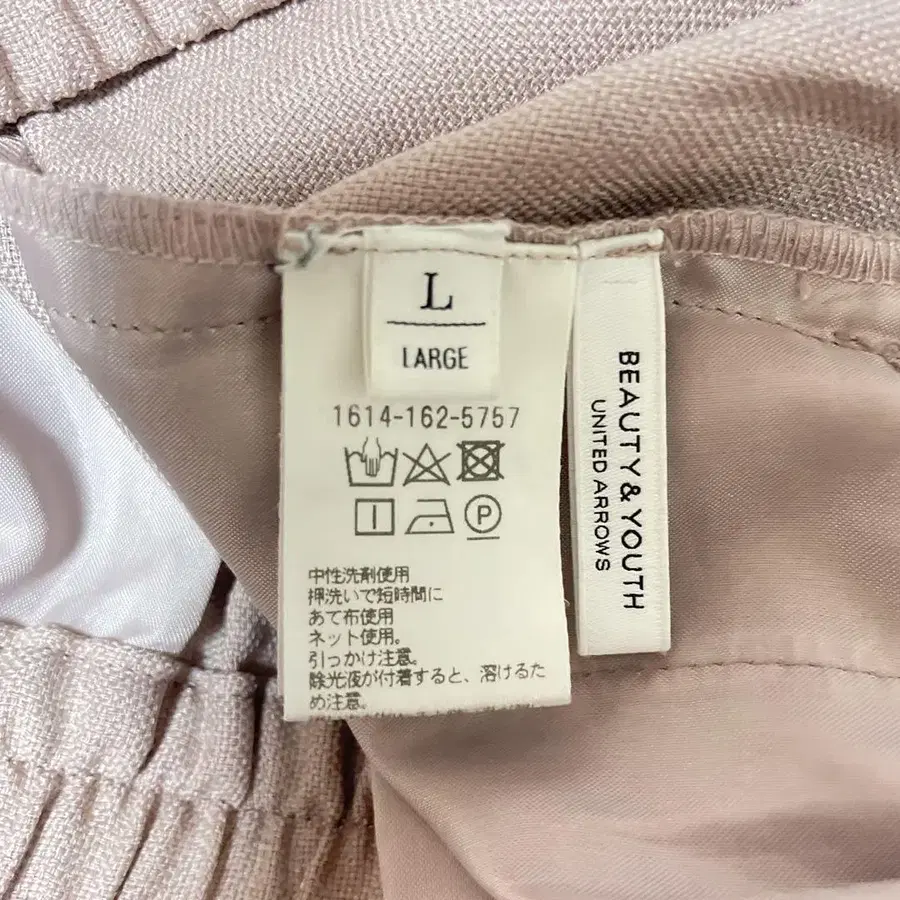 L
LARGE
1614-162-5757
P
中性洗剤使用
押洗いで短時間に
あて布使用
ネット使用。
引っかけ注意。
除光液が付着すると、溶けるた
め注意。
BEAUTY & YOUTH
UNITED ARROWS